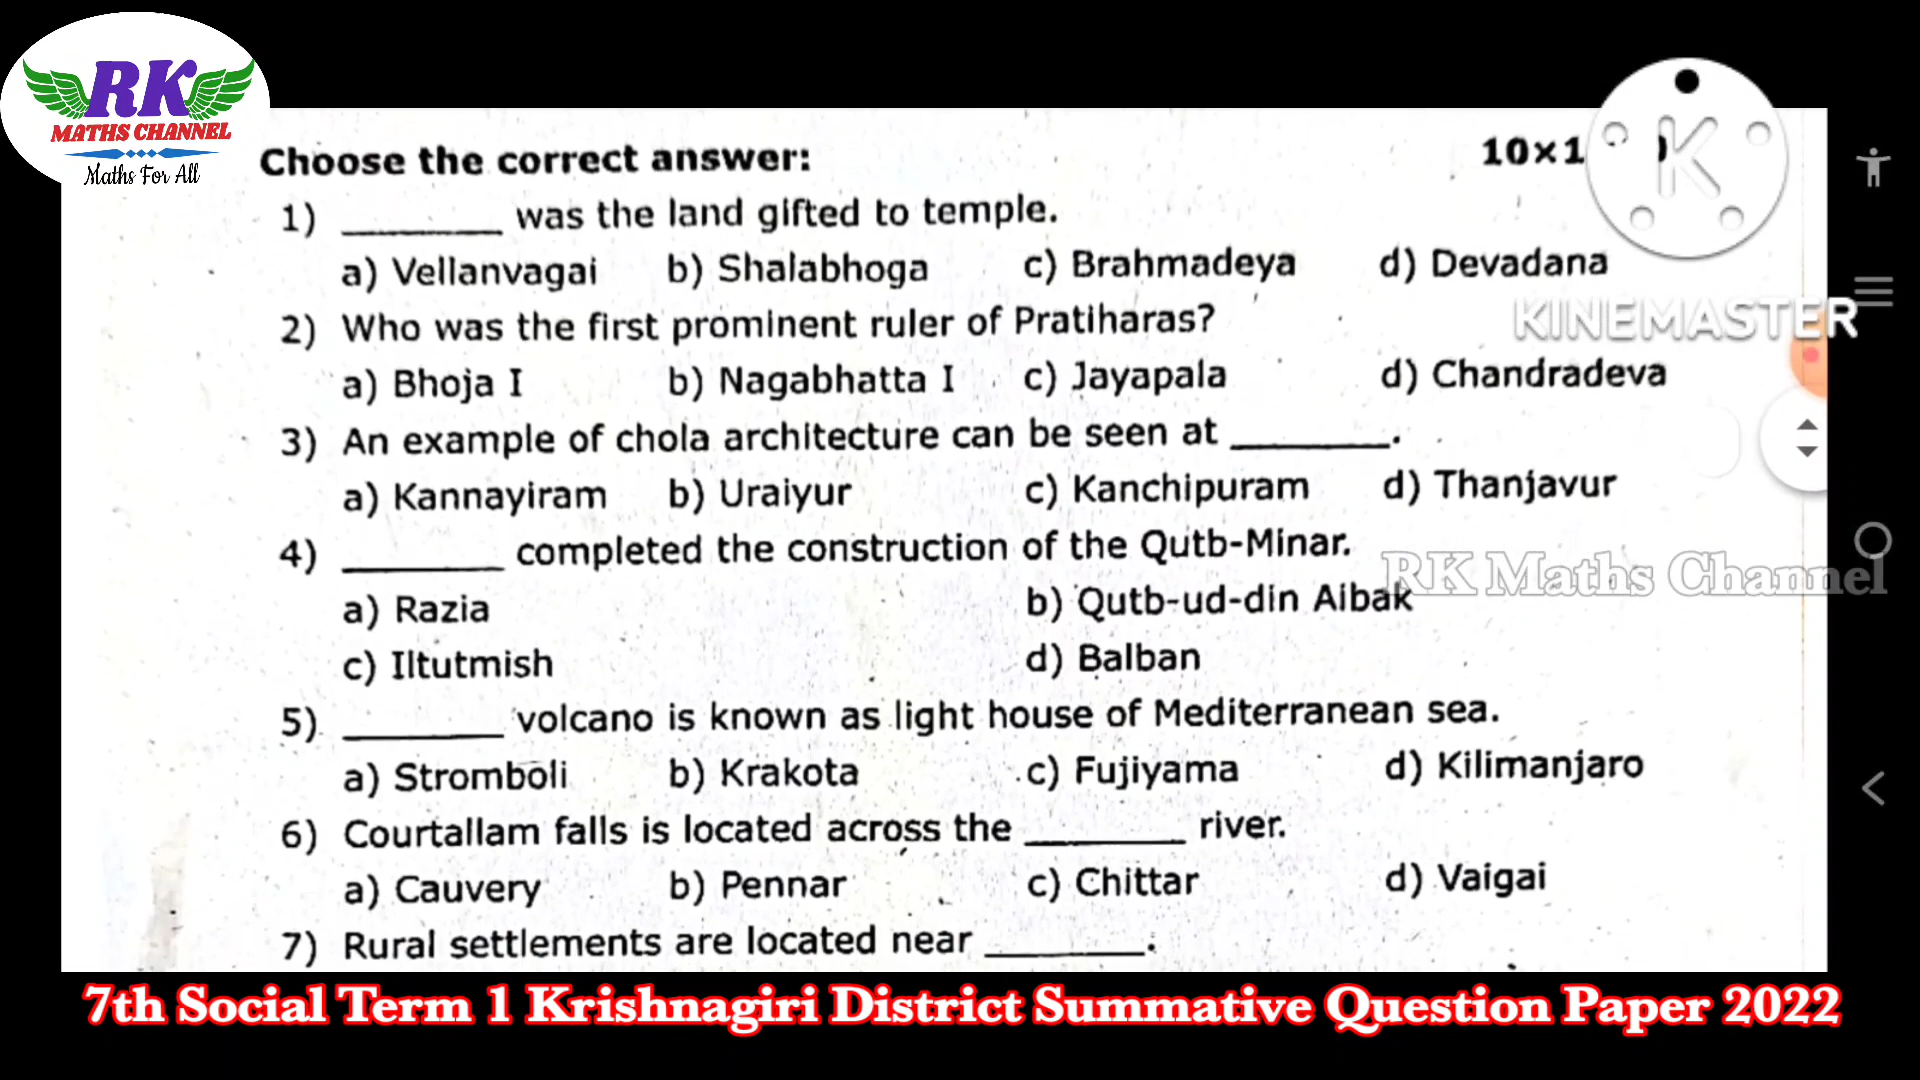 RK
MATHS CHANNEL
Maths For All
Choose the correct answer: 10×1
K
1) ________ was the land gifted to temple.
a) Vellanvagai b) Shalabhoga c) Brahmadeya d) Devadana
KINEMASTER
2) Who was the first prominent ruler of Pratiharas?
a) Bhoja I b) Nagabhatta I c) Jayapala d) Chandradeva
3) An example of chola architecture can be seen at ________.
a) Kannayiram b) Uraiyur c) Kanchipuram d) Thanjavur
4) ________ completed the construction of the Qutb-Minar.
RK Maths Channel
a) Razia b) Qutb-ud-din Aibak
c) Iltutmish d) Balban
5) ________ volcano is known as light house of Mediterranean sea.
a) Stromboli b) Krakota c) Fujiyama d) Kilimanjaro
6) Courtallam falls is located across the ________ river.
a) Cauvery b) Pennar c) Chittar d) Vaigai
7) Rural settlements are located near ________.
7th Social Term 1 Krishnagiri District Summative Question Paper 2022